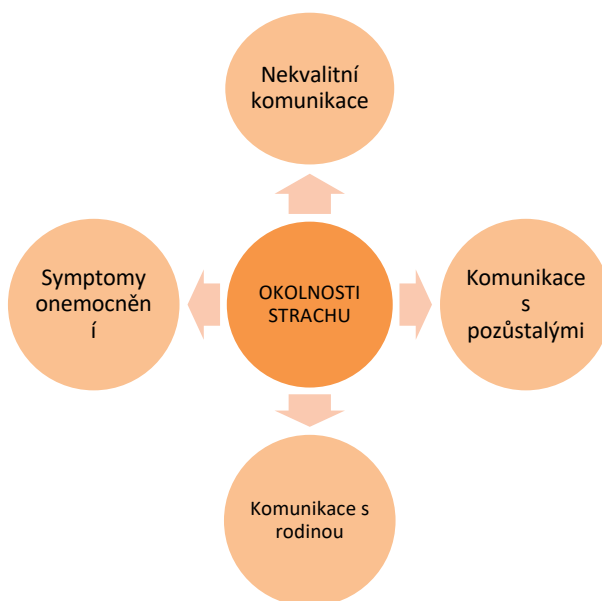 Nekvalitní
komunikace
Symptomy
onemocněn
í
OKOLNOSTI
STRACHU
Komunikace
s
pozůstalými
Komunikace s
rodinou